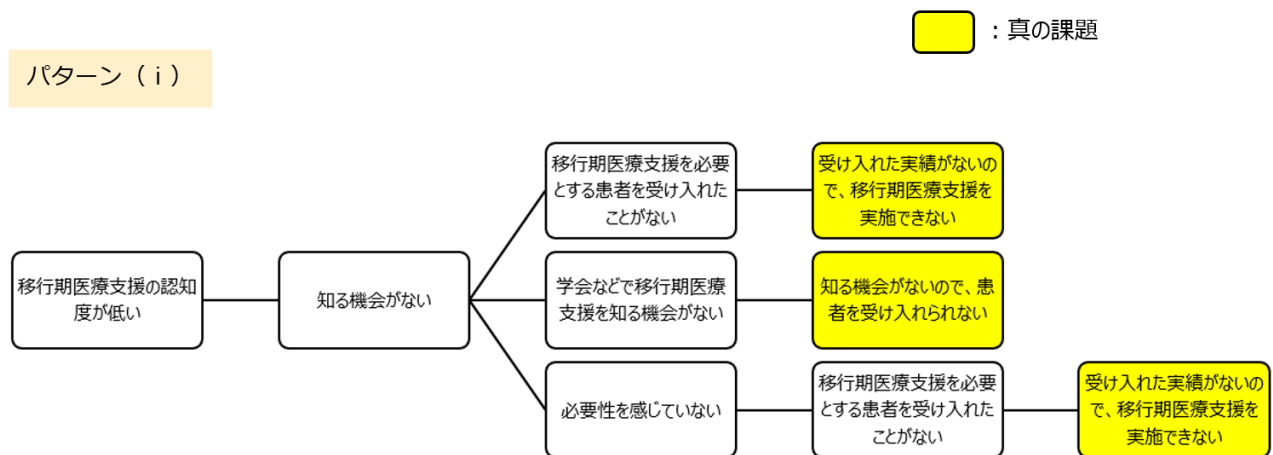 ：真の課題
パターン（ⅰ）
移行期医療支援の認知
度が低い
知る機会がない
移行期医療支援を必要
とする患者を受け入れた
ことがない
受け入れた実績がないの
で、移行期医療支援を
実施できない
学会などで移行期医療
支援を知る機会がない
知る機会がないので、患
者を受け入れられない
必要性を感じていない
移行期医療支援を必要
とする患者を受け入れた
ことがない
受け入れた実績がないの
で、移行期医療支援を
実施できない